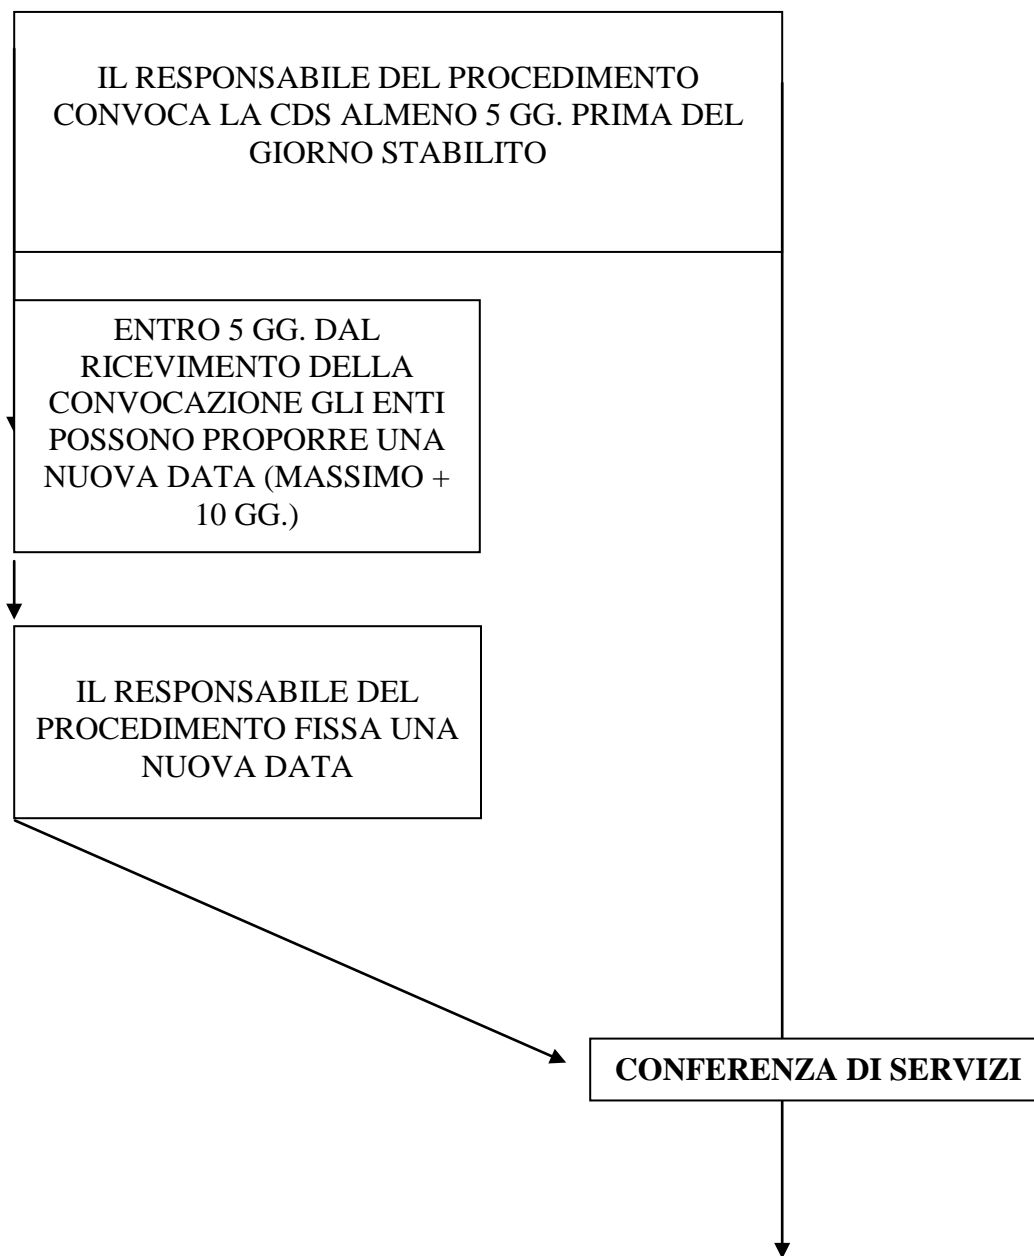 IL RESPONSABILE DEL PROCEDIMENTO
CONVOCA LA CDS ALMENO 5 GG. PRIMA DEL
GIORNO STABILITO
ENTRO 5 GG. DAL
RICEVIMENTO DELLA
CONVOCAZIONE GLI ENTI
POSSONO PROPORRE UNA
NUOVA DATA (MASSIMO +
10 GG.)
IL RESPONSABILE DEL
PROCEDIMENTO FISSA UNA
NUOVA DATA
CONFERENZA DI SERVIZI